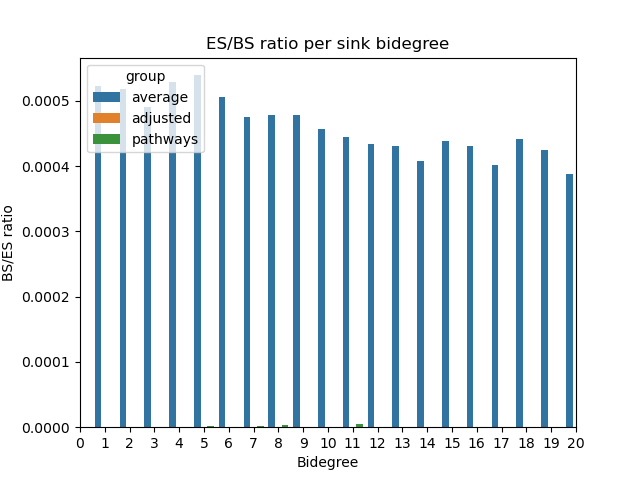 ES/BS ratio per sink bidegree
group
average
adjusted
pathways
BS/ES ratio
0.0005
0.0004
0.0003
0.0002
0.0001
0.0000
0 1 2 3 4 5 6 7 8 9 10 11 12 13 14 15 16 17 18 19 20
Bidegree